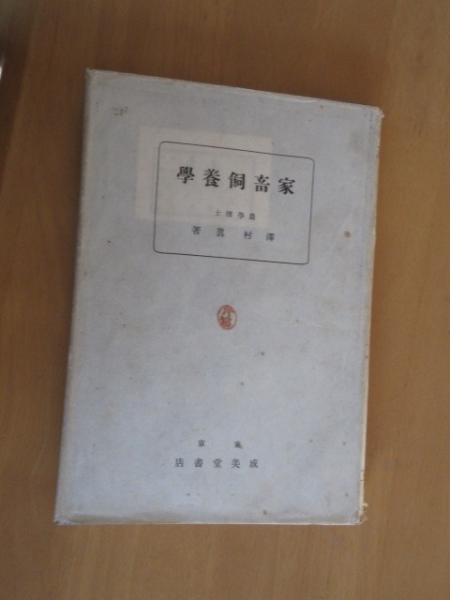 家畜飼養學
農學博士
澤村 眞 著
東京
成美堂書店